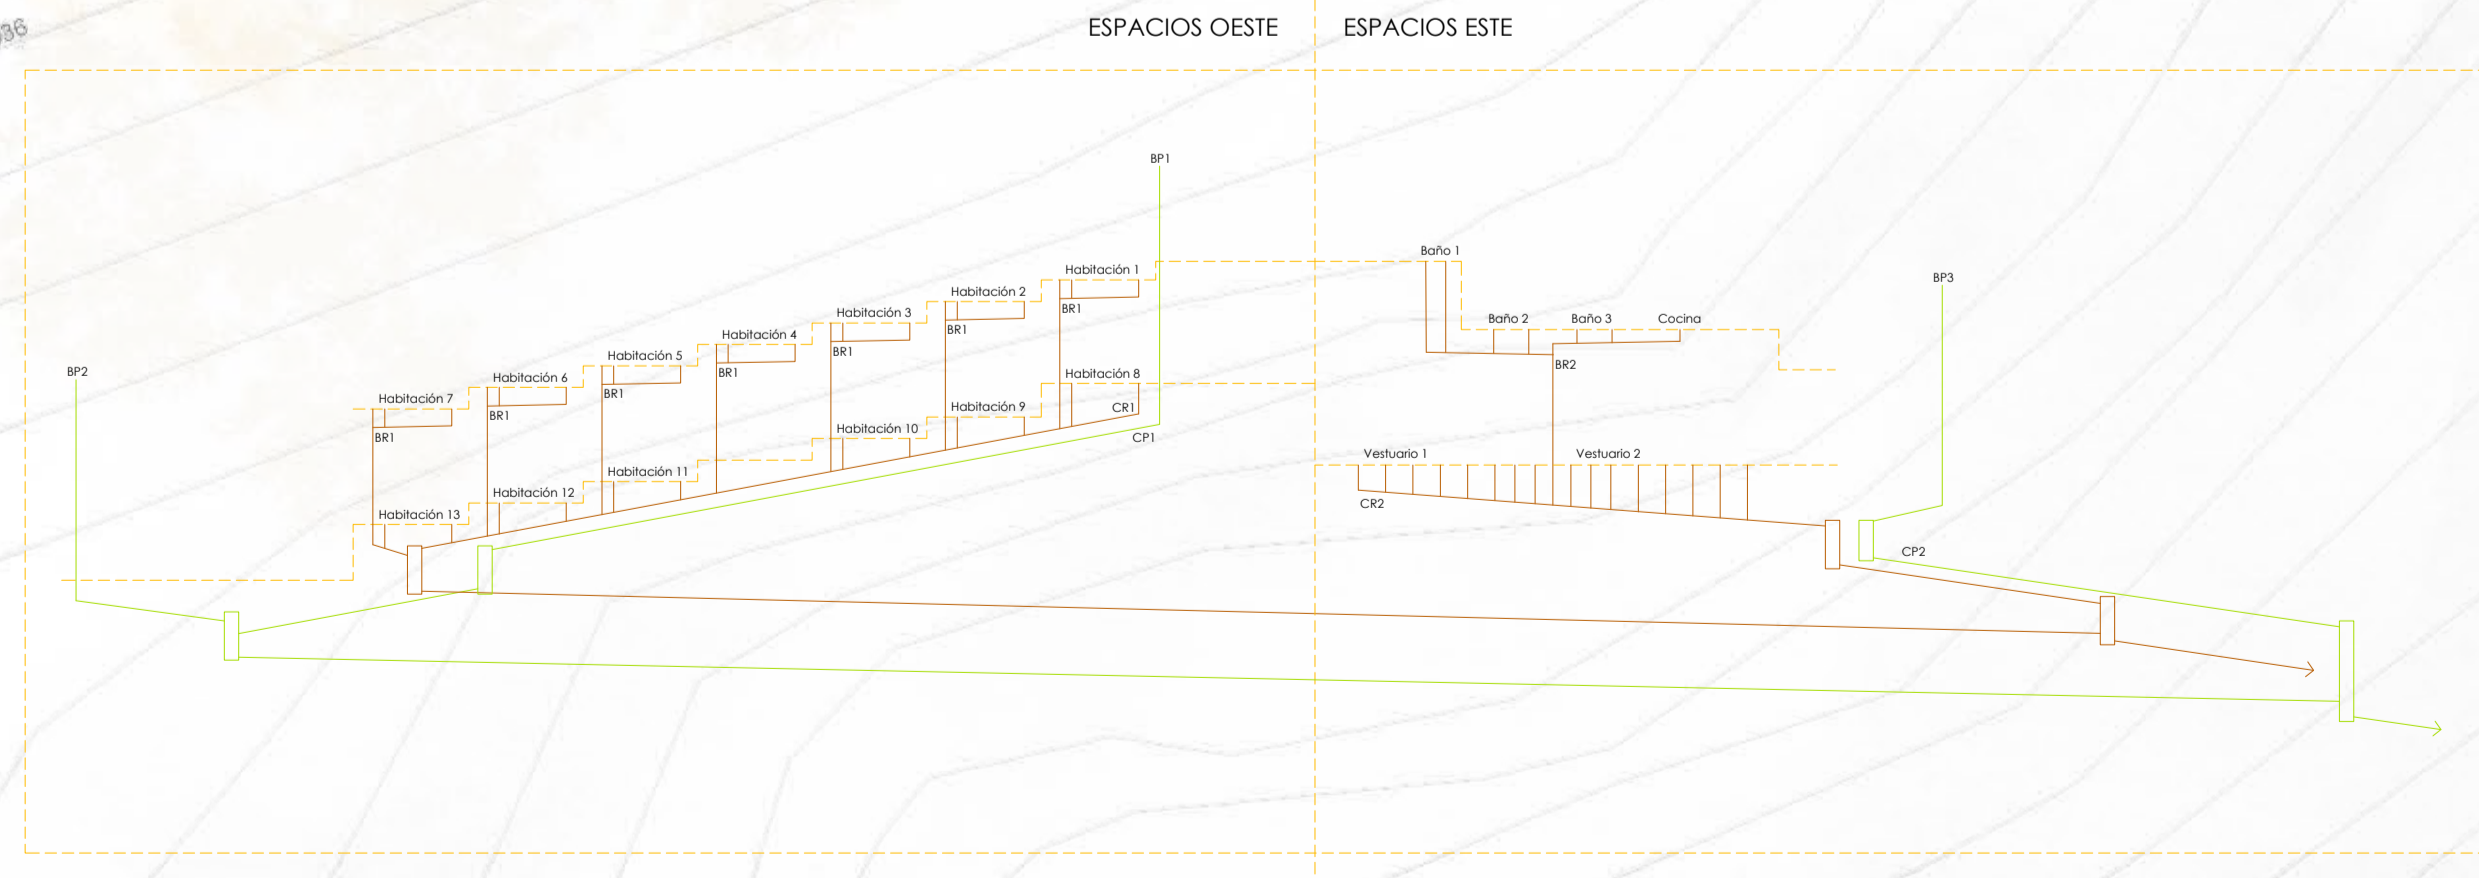 36
ESPACIOS OESTE
ESPACIOS ESTE
BP1
Baño 1
Habitación 1
BP3
Habitación 2
BR1
Habitación 3
BR1
Baño 2
Baño 3
Cocina
Habitación 4
BR1
Habitación 5
BR1
BR2
BP2
Habitación 6
BR1
Habitación 8
Habitación 7
BR1
CR1
Habitación 9
BR1
Habitación 10
CP1
Vestuario 1
Vestuario 2
Habitación 11
Habitación 12
CR2
Habitación 13
CP2